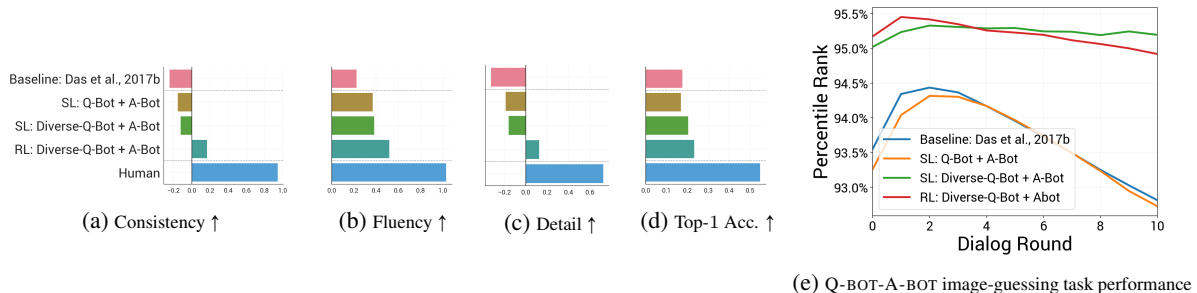 Baseline: Das et al., 2017b
SL: Q-Bot + A-Bot
SL: Diverse-Q-Bot + A-Bot
RL: Diverse-Q-Bot + A-Bot
Human
-0.2 0.0 0.2 0.4 0.6 0.8 1.0
(a) Consistency ↑
0.0 0.2 0.4 0.6 0.8 1.0
(b) Fluency ↑
-0.2 0.0 0.2 0.4 0.6
(c) Detail ↑
0.0 0.1 0.2 0.3 0.4 0.5
(d) Top-1 Acc. ↑
Percentile Rank
95.5%
95.0%
94.5%
94.0%
93.5%
93.0%
Baseline: Das et al., 2017b
SL: Q-Bot + A-Bot
SL: Diverse-Q-Bot + A-Bot
RL: Diverse-Q-Bot + Abot
0 2 4 6 8 10
Dialog Round
(e) Q-BOT-A-BOT image-guessing task performance